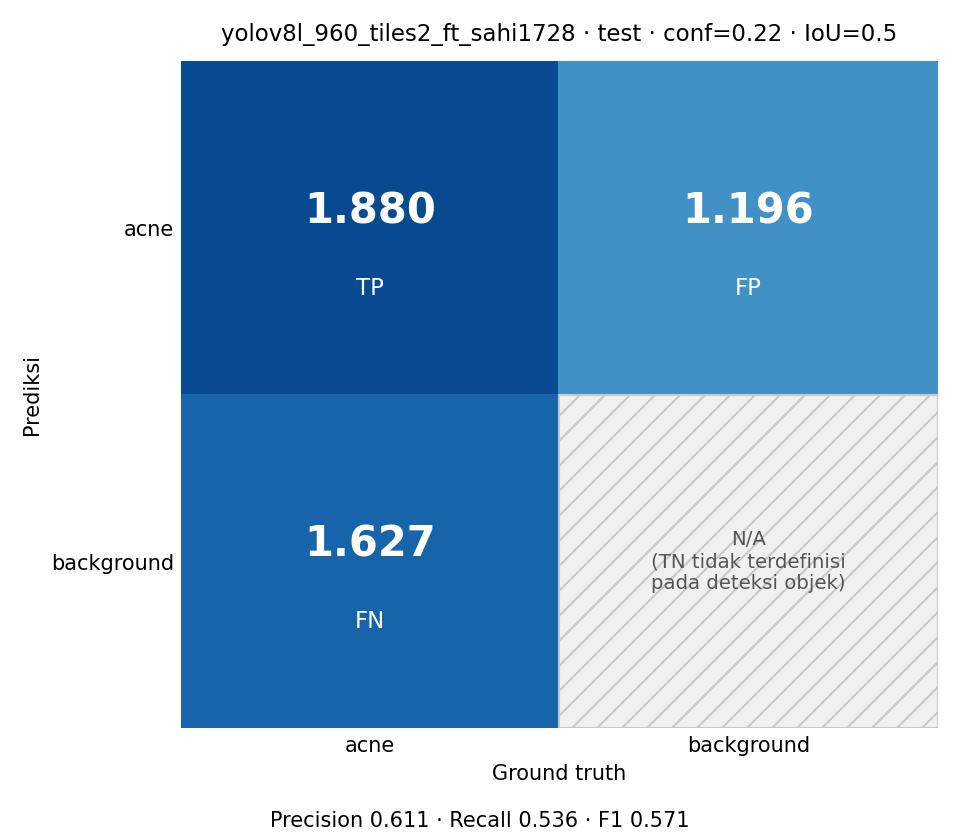 yolov8l_960_tiles2_ft_sahi1728 · test · conf=0.22 · IoU=0.5
acne
1.880
TP
1.196
FP
Prediksi
background
1.627
FN
N/A
(TN tidak terdefinisi
pada deteksi objek)
acne
background
Ground truth
Precision 0.611 · Recall 0.536 · F1 0.571